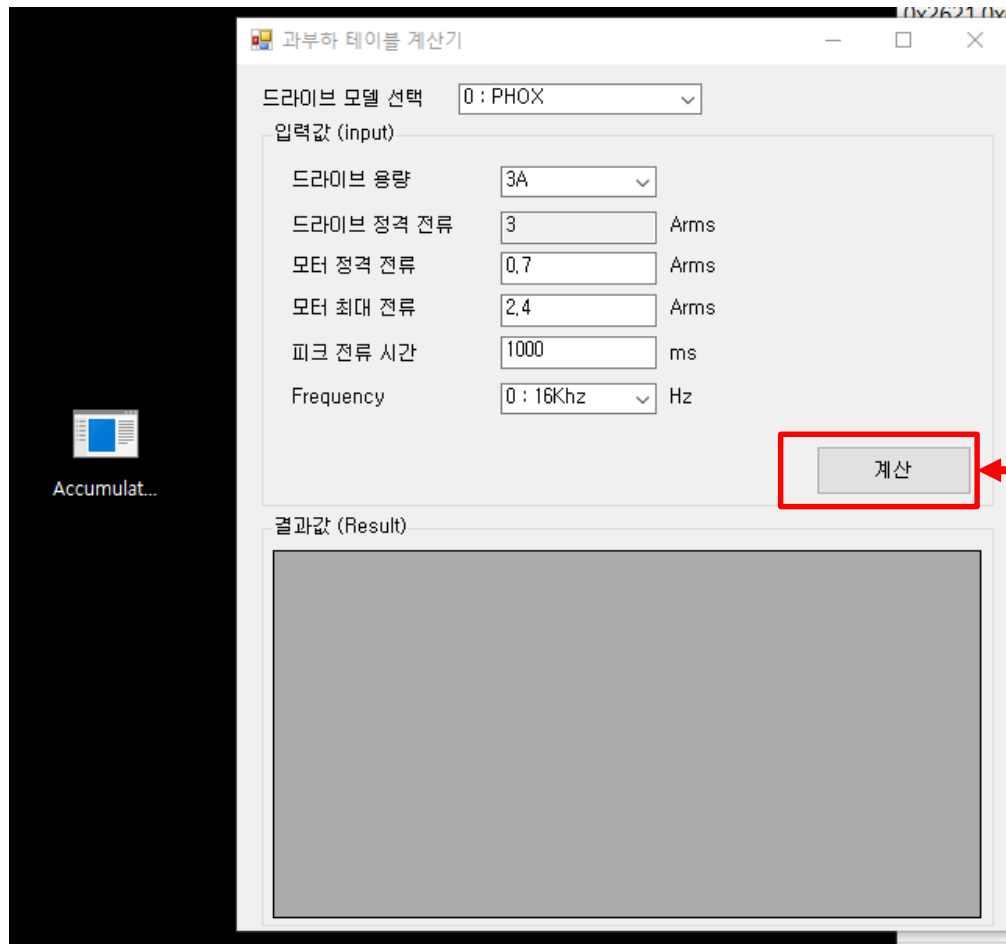 0x2621,0x
과부하 테이블 계산기
드라이브 모델 선택 0 : PHOX
입력값 (input)
드라이브 용량 3A
드라이브 정격 전류 3 Arms
모터 정격 전류 0.7 Arms
모터 최대 전류 2.4 Arms
피크 전류 시간 1000 ms
Frequency 0 : 16Khz Hz
계산
Accumulat...
결과값 (Result)